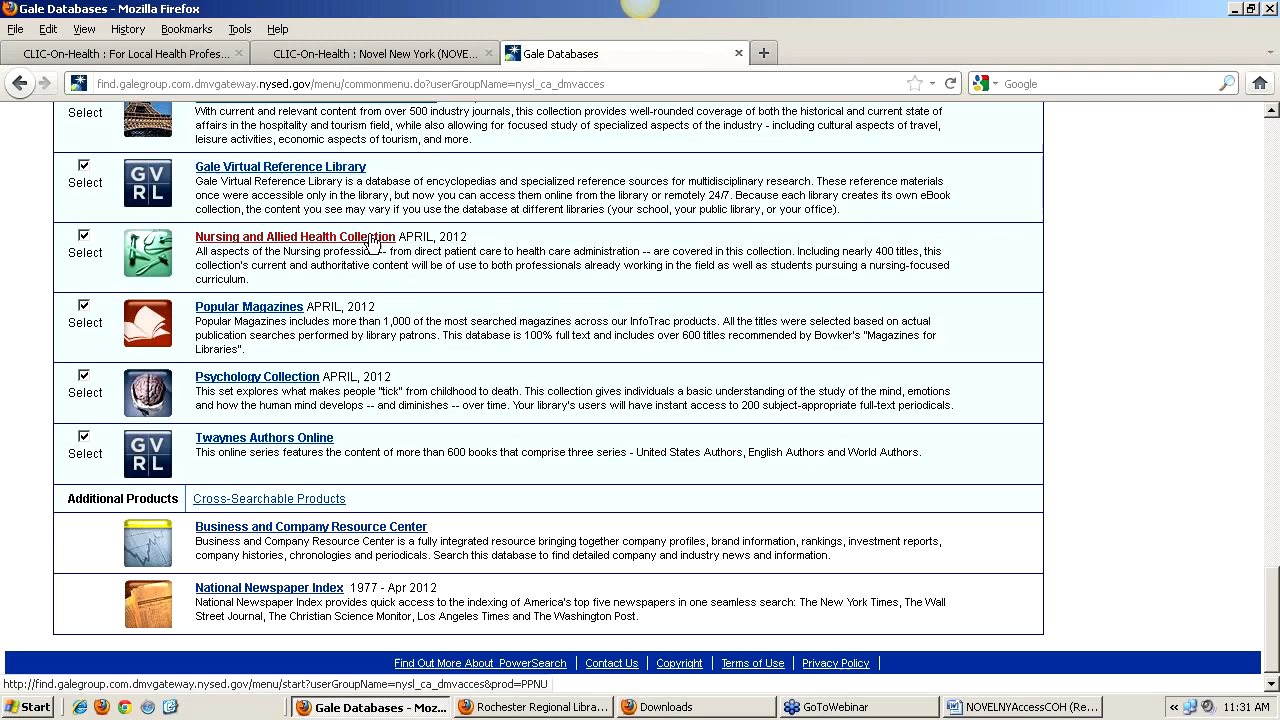 Gale Databases - Mozilla Firefox
File Edit View History Bookmarks Tools Help
CLIC-On-Health : For Local Health Profes... × CLIC-On-Health : Novel New York (NOVE... × Gale Databases ×
find.galegroup.com.dmvgateway.nysed.gov/menu/commonmenu.do?userGroupName=nysl_ca_dmvacces
Google
Select
With current and relevant content from over 500 industry journals, this collection provides well-rounded coverage of both the historical and current state of
affairs in the hospitality and tourism field, while also allowing for focused study of specialized aspects of the industry - including cultural aspects of travel,
leisure activities, economic aspects of tourism, and more.
Select
GV
RL
Gale Virtual Reference Library
Gale Virtual Reference Library is a database of encyclopedias and specialized reference sources for multidisciplinary research. These reference materials
once were accessible only in the library, but now you can access them online from the library or remotely 24/7. Because each library creates its own eBook
collection, the content you see may vary if you use the database at different libraries (your school, your public library, or your office).
Select
Nursing and Allied Health Collection APRIL, 2012
All aspects of the Nursing profession -- from direct patient care to health care administration -- are covered in this collection. Including nearly 400 titles, this
collection's current and authoritative content will be of use to both professionals already working in the field as well as students pursuing a nursing-focused
curriculum.
Select
Popular Magazines APRIL, 2012
Popular Magazines includes more than 1,000 of the most searched magazines across our InfoTrac products. All the titles were selected based on actual
publication searches performed by library patrons. This database is 100% full text and includes over 600 titles recommended by Bowker's "Magazines for
Libraries".
Select
Psychology Collection APRIL, 2012
This set explores what makes people "tick" from childhood to death. This collection gives individuals a basic understanding of the study of the mind, emotions
and how the human mind develops -- and diminishes -- over time. Your library's users will have instant access to 200 subject-appropriate full-text periodicals.
Select
GV
RL
Twaynes Authors Online
This online series features the content of more than 600 books that comprise three series - United States Authors, English Authors and World Authors.
Additional Products Cross-Searchable Products
Business and Company Resource Center
Business and Company Resource Center is a fully integrated resource bringing together company profiles, brand information, rankings, investment reports,
company histories, chronologies and periodicals. Search this database to find detailed company and industry news and information.
National Newspaper Index 1977 - Apr 2012
National Newspaper Index provides quick access to the indexing of America's top five newspapers in one seamless search: The New York Times, The Wall
Street Journal, The Christian Science Monitor, Los Angeles Times and The Washington Post.
Find Out More About PowerSearch | Contact Us | Copyright | Terms of Use | Privacy Policy |
http://find.galegroup.com.dmvgateway.nysed.gov/menu/start?userGroupName=nysl_ca_dmvacces&prod=PPNU
Start Gale Databases - Moz... Rochester Regional Libra... Downloads GoToWebinar NOVELNYAccessCOH (Re... « 11:31 AM